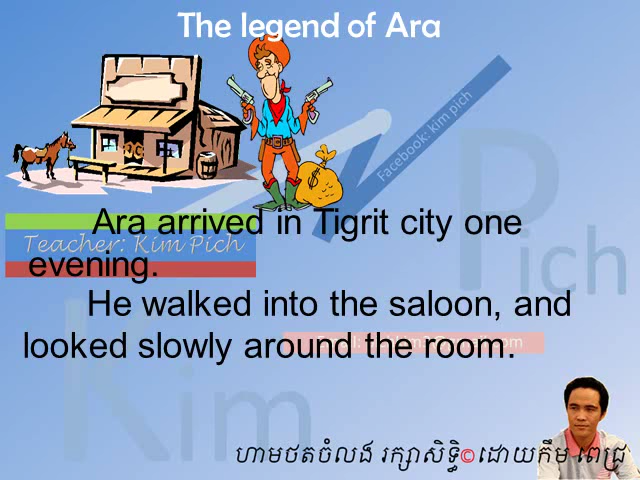 The legend of Ara
Facebook: kim pich
Ara arrived in Tigrit city one
Teacher: Kim Pich
evening.
He walked into the saloon, and
looked slowly around the room.
Kim
Pich
ហាមថតចំលង រក្សាសិទ្ធិ©ដោយកឹម ពេជ្រ